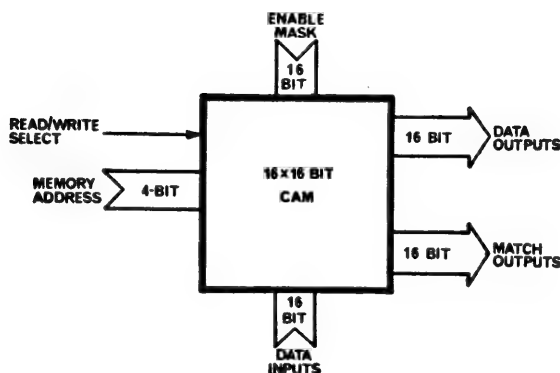 ENABLE
MASK
16
BIT
READ/WRITE
SELECT
16 BIT
DATA
OUTPUTS
MEMORY
ADDRESS
4-BIT
16 × 16 BIT
CAM
16 BIT
MATCH
OUTPUTS
16
BIT
DATA
INPUTS